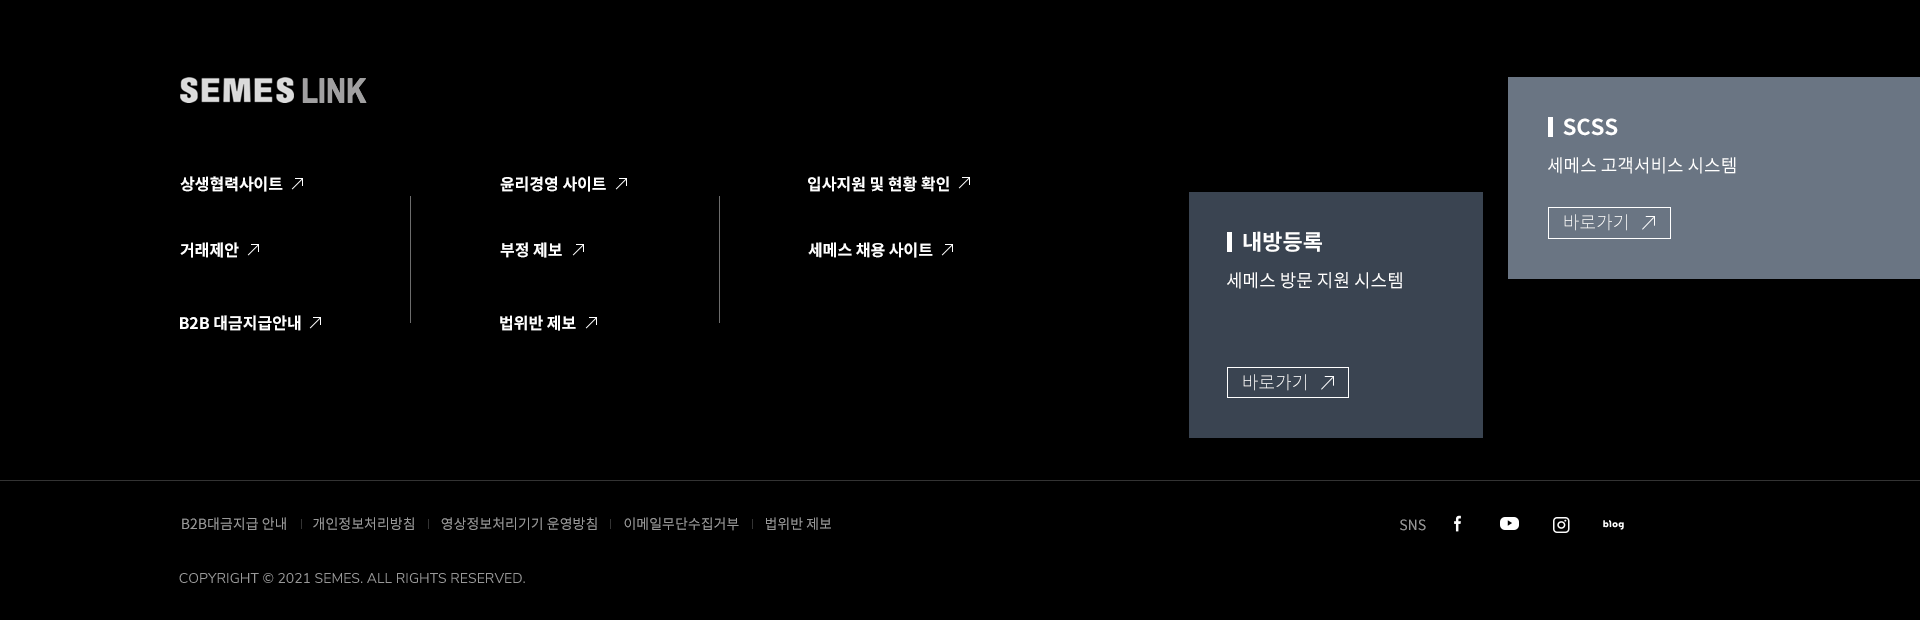 SEMES LINK
상생협력사이트
거래제안
B2B 대금지급안내
윤리경영 사이트
부정 제보
법위반 제보
입사지원 및 현황 확인
세메스 채용 사이트
내방등록
세메스 방문 지원 시스템
바로가기
SCSS
세메스 고객서비스 시스템
바로가기
B2B대금지급 안내 | 개인정보처리방침 | 영상정보처리기기 운영방침 | 이메일무단수집거부 | 법위반 제보
SNS
blog
COPYRIGHT © 2021 SEMES. ALL RIGHTS RESERVED.